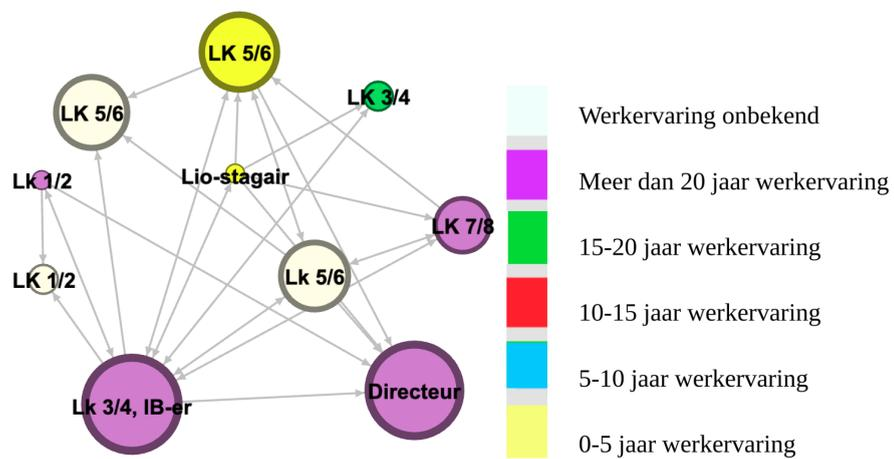 LK 5/6
LK 3/4
LK 5/6
Lk 1/2
Lio-stagair
LK 7/8
LK 1/2
Lk 5/6
Lk 3/4, IB-er
Directeur
Werkervaring onbekend
Meer dan 20 jaar werkervaring
15-20 jaar werkervaring
10-15 jaar werkervaring
5-10 jaar werkervaring
0-5 jaar werkervaring